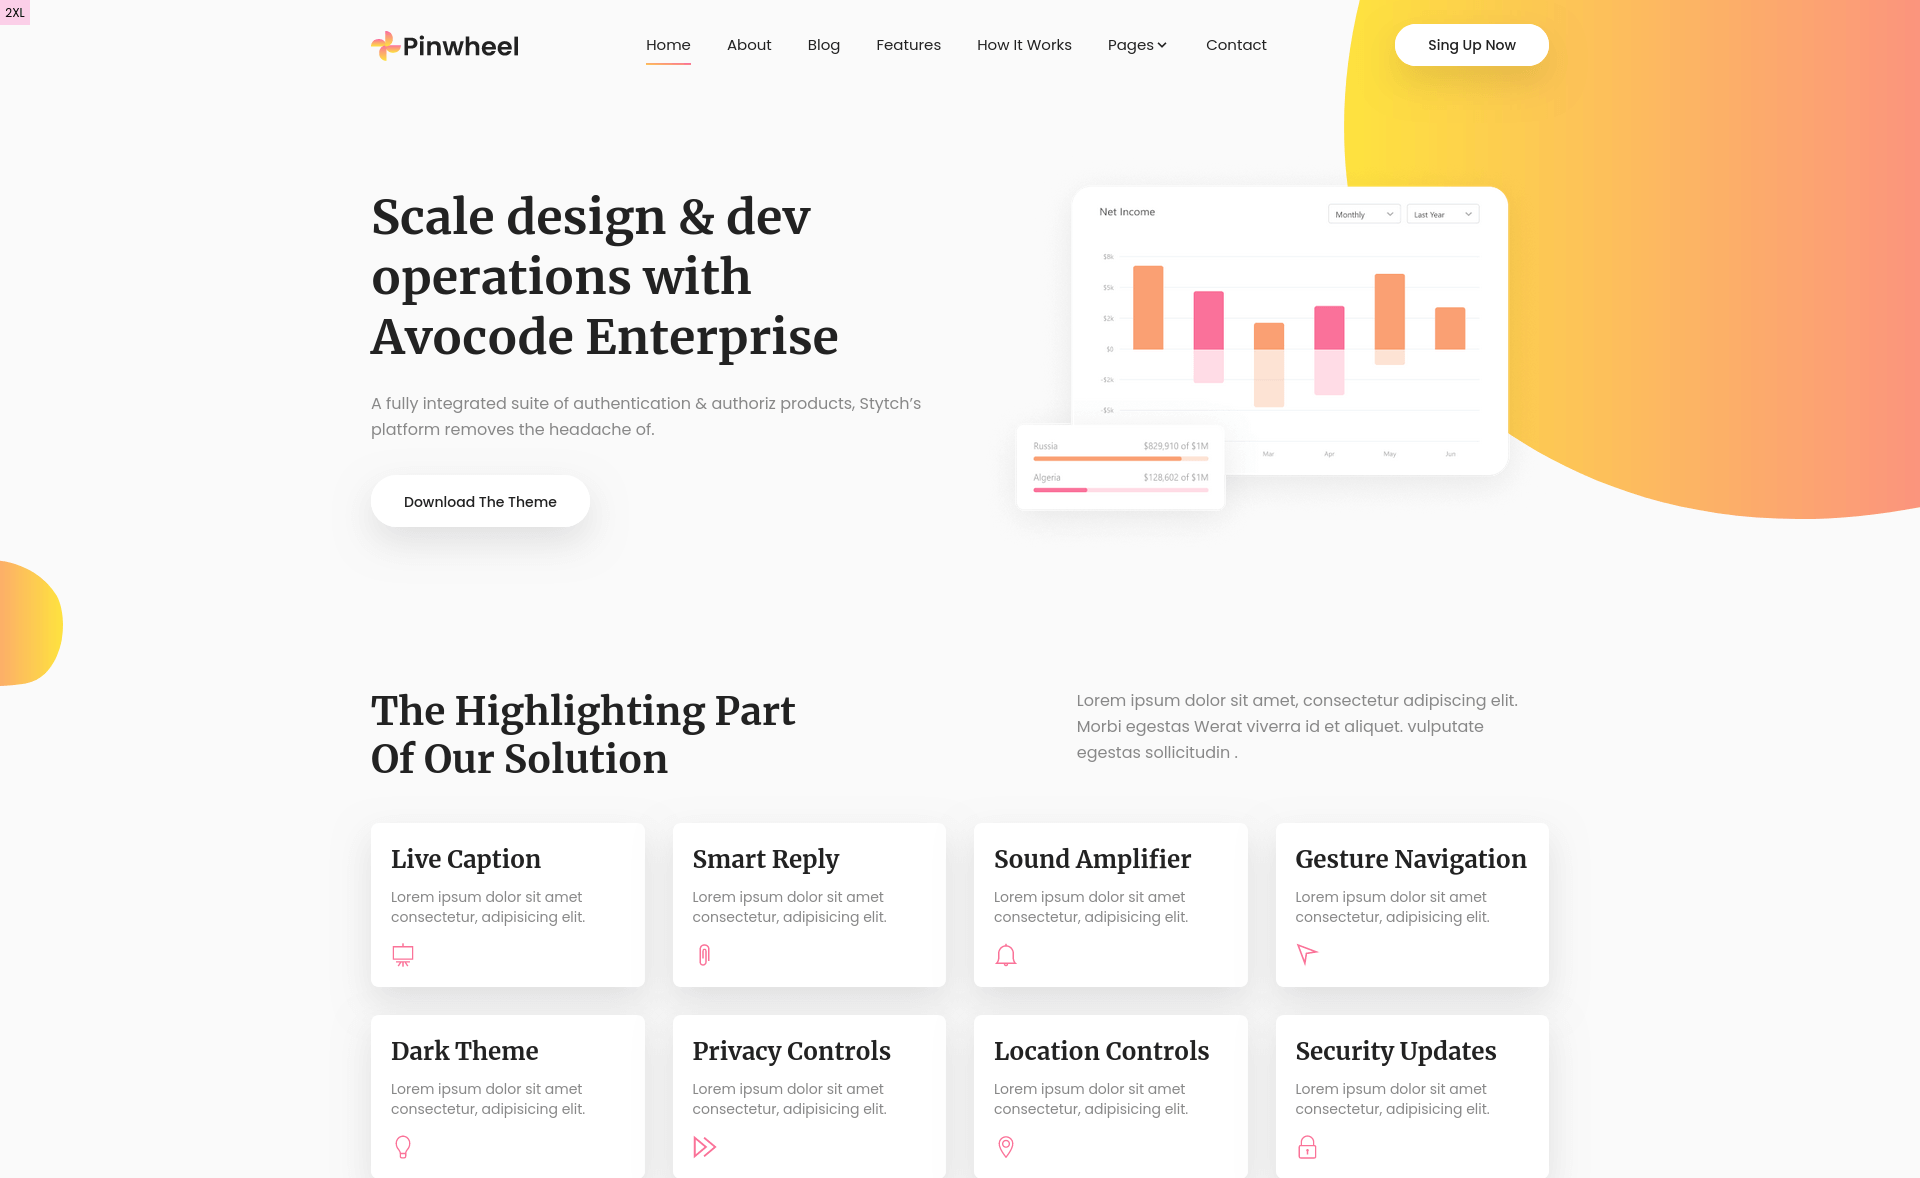 2XL
Pinwheel
Home About Blog Features How It Works Pages Contact
Sing Up Now
Scale design & dev
operations with
Avocode Enterprise
A fully integrated suite of authentication & authoriz products, Stytch’s
platform removes the headache of.
Download The Theme
Net Income
Monthly
Last Year
$8k
$5k
$2k
$0
-$2k
-$5k
Mar Apr May Jun
Russia $829,910 of $1M
Algeria $128,602 of $1M
The Highlighting Part
Of Our Solution
Lorem ipsum dolor sit amet, consectetur adipiscing elit.
Morbi egestas Werat viverra id et aliquet. vulputate
egestas sollicitudin .
Live Caption
Lorem ipsum dolor sit amet
consectetur, adipisicing elit.
Smart Reply
Lorem ipsum dolor sit amet
consectetur, adipisicing elit.
Sound Amplifier
Lorem ipsum dolor sit amet
consectetur, adipisicing elit.
Gesture Navigation
Lorem ipsum dolor sit amet
consectetur, adipisicing elit.
Dark Theme
Lorem ipsum dolor sit amet
consectetur, adipisicing elit.
Privacy Controls
Lorem ipsum dolor sit amet
consectetur, adipisicing elit.
Location Controls
Lorem ipsum dolor sit amet
consectetur, adipisicing elit.
Security Updates
Lorem ipsum dolor sit amet
consectetur, adipisicing elit.